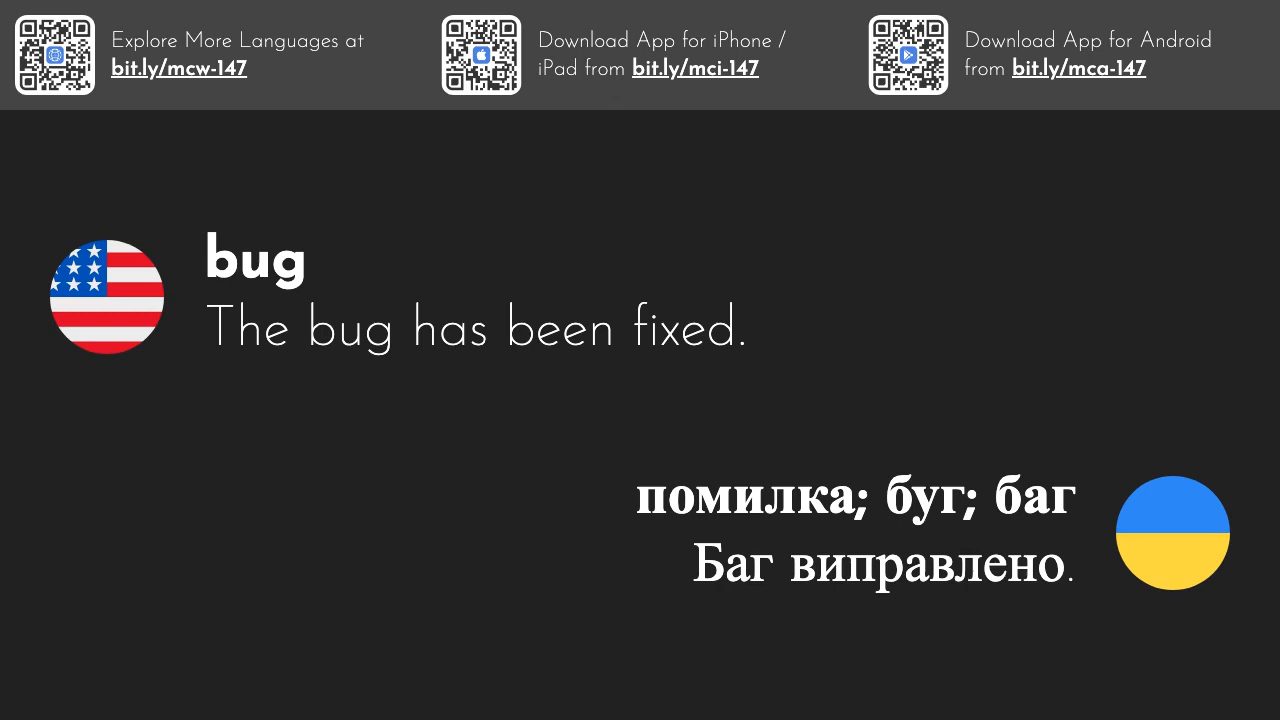 Explore More Languages at
bit.ly/mcw-147
Download App for iPhone /
iPad from bit.ly/mci-147
Download App for Android
from bit.ly/mca-147
bug
The bug has been fixed.
помилка; буг; баг
Баг виправлено.